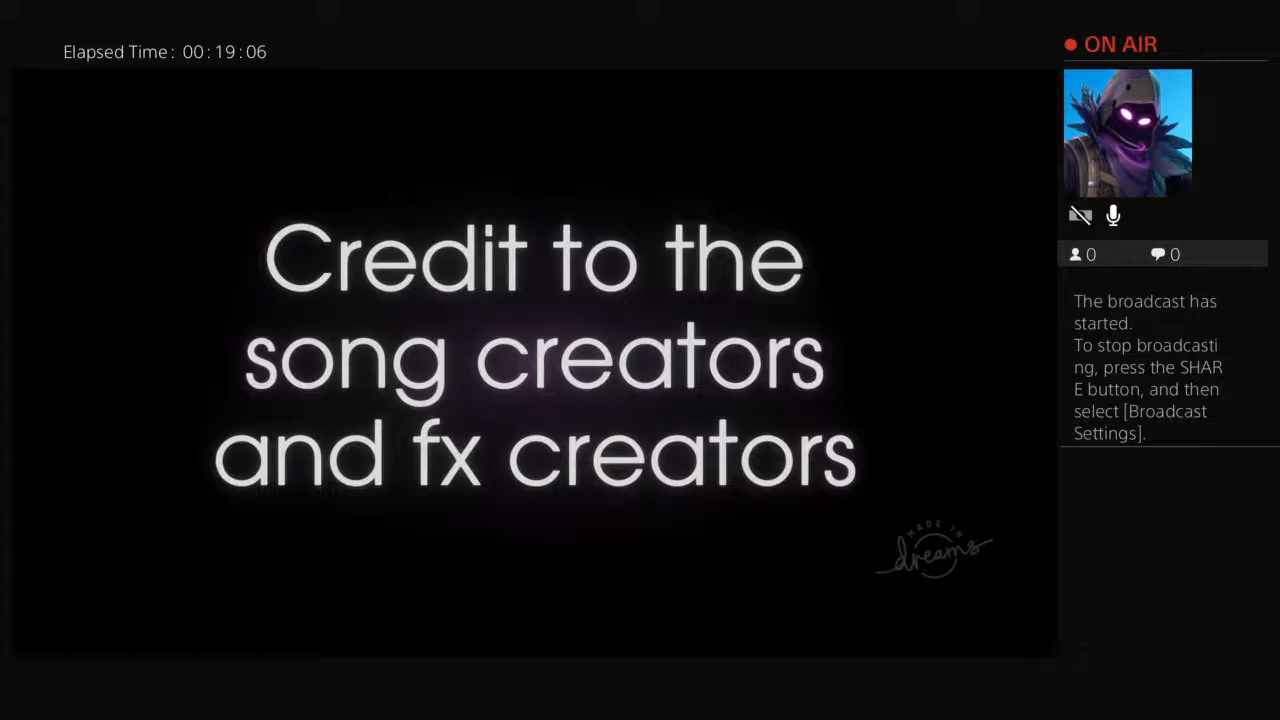 Elapsed Time: 00:19:06
ON AIR
Credit to the
song creators
and fx creators
MADE IN
dreams
0 0
The broadcast has
started.
To stop broadcasti
ng, press the SHAR
E button, and then
select [Broadcast
Settings].